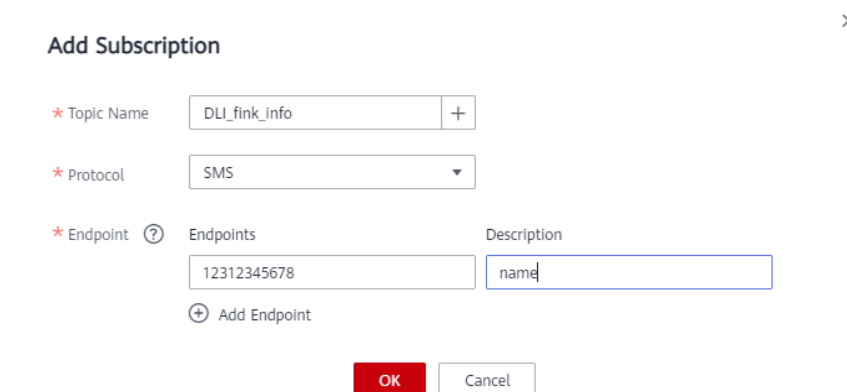 Add Subscription
* Topic Name DLI_fink_info +
* Protocol SMS
* Endpoint ? Endpoints Description
12312345678 name
+ Add Endpoint
OK Cancel